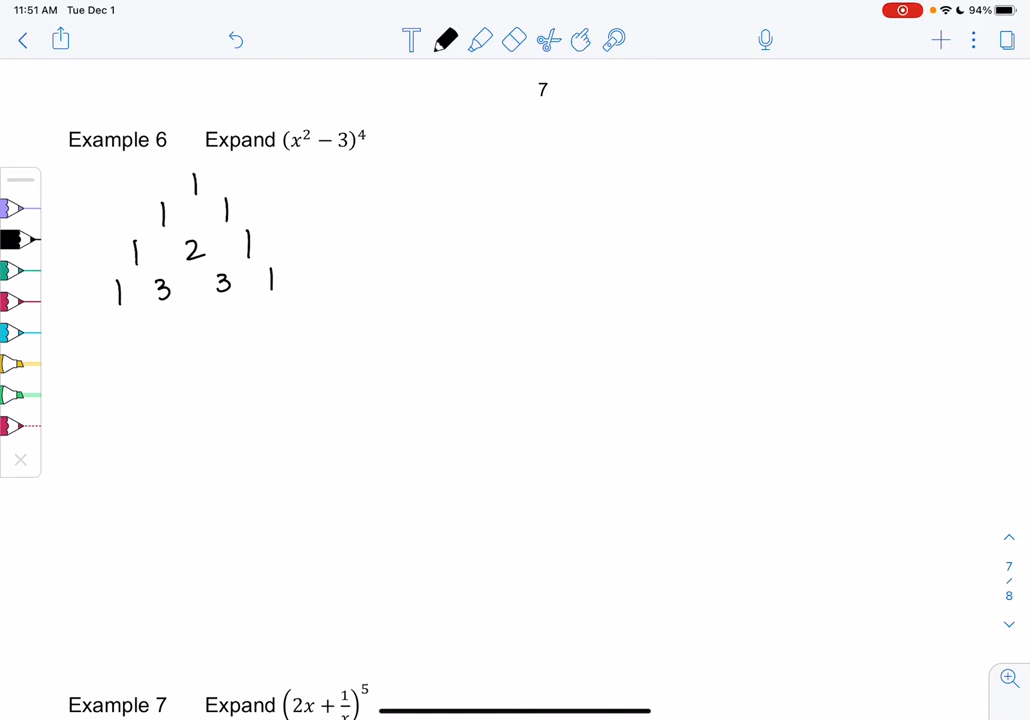 11:51 AM Tue Dec 1 94%
T
7
Example 6 Expand (x² − 3)⁴
1
1 1
1 2 1
1 3 3 1
7
/
8
Example 7 Expand (2x + 1/x)⁵